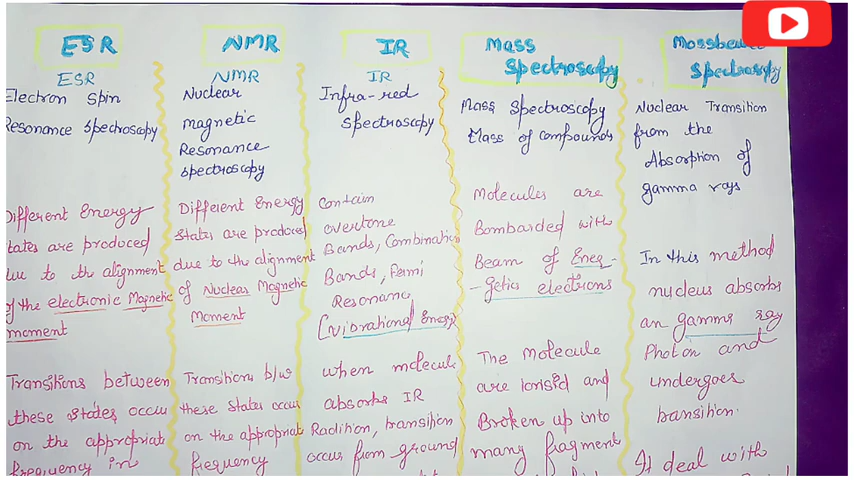 ESR
ESR
Electron Spin
Resonance Spectroscopy
Different Energy
states are produced
due to the alignment
of the electronic Magnetic
moment
Transitions between
these states occur
on the appropriate
frequency in
NMR
NMR
Nuclear
magnetic
Resonance
spectroscopy
Different Energy
states are produced
due to the alignment
of Nuclear Magnetic
Moment
Transitions b/w
these states occur
on the appropriate
frequency
IR
IR
Infra-red
Spectroscopy
Contain
overtone
Bands, Combination
Bands, Fermi
Resonance
(vibrational Energy)
when molecule
absorbs IR
Radition, transition
occurs from ground
Mass
Spectroscopy
Mass Spectroscopy
Mass of compounds
Molecules are
Bombarded with
Beam of Ener-
-getic electrons
The Molecule
are Ionisid and
Broken up into
many fragment
Mossbauer
Spectroscopy
Nuclear Transition
from the
Absorption of
gamma rays
In this method
nucleus absorbs
an gamma ray
Photon and
undergoes
transition.
It deal with